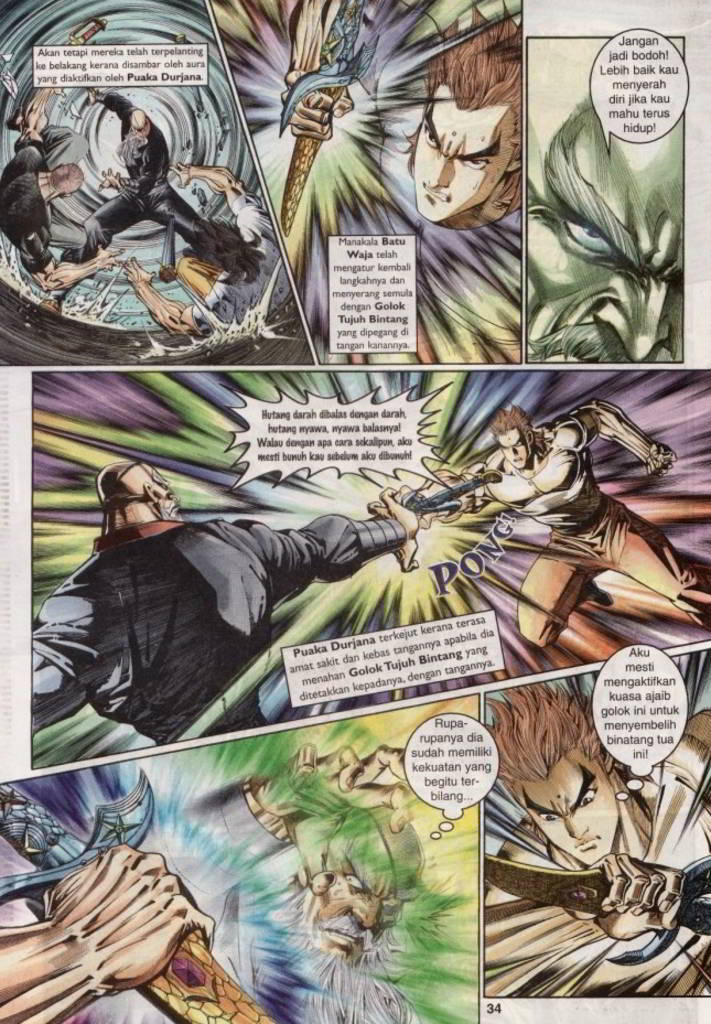 Akan tetapi mereka telah terpelanting
ke belakang kerana disambar oleh aura
yang diaktifkan oleh Puaka Durjana.
Manakala Batu
Waja telah
mengatur kembali
langkahnya dan
menyerang semula
dengan Golok
Tujuh Bintang
yang dipegang di
tangan kanannya.
Jangan
jadi bodoh!
Lebih baik kau
menyerah
diri jika kau
mahu terus
hidup!
Hutang darah dibalas dengan darah,
hutang nyawa, nyawa balasnya!
Walau dengan apa cara sekalipun, aku
mesti bunuh kau sebelum aku dibunuh!
PONG!
Puaka Durjana terkejut kerana terasa
amat sakit dan kebas tangannya apabila dia
menahan Golok Tujuh Bintang yang
ditetakkan kepadanya, dengan tangannya.
Rupa-
rupanya dia
sudah memiliki
kekuatan yang
begitu ter-
bilang...
Aku
mesti
mengaktifkan
kuasa ajaib
golok ini untuk
menyembelih
binatang tua
ini!
34